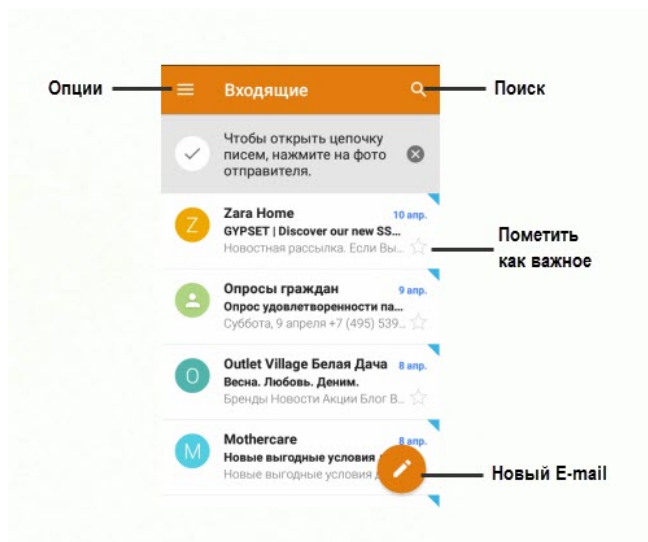 Опции
Входящие
Поиск
Чтобы открыть цепочку
писем, нажмите на фото
отправителя.
Z
Zara Home
10 апр.
GYPSET | Discover our new SS...
Новостная рассылка. Если Вы...
Пометить
как важное
Опросы граждан
9 апр.
Опрос удовлетворенности па...
Суббота, 9 апреля +7 (495) 539...
O
Outlet Village Белая Дача
8 апр.
Весна. Любовь. Деним.
Бренды Новости Акции Блог В...
M
Mothercare
8 апр.
Новые выгодные условия
Новые выгодные условия
Новый E-mail